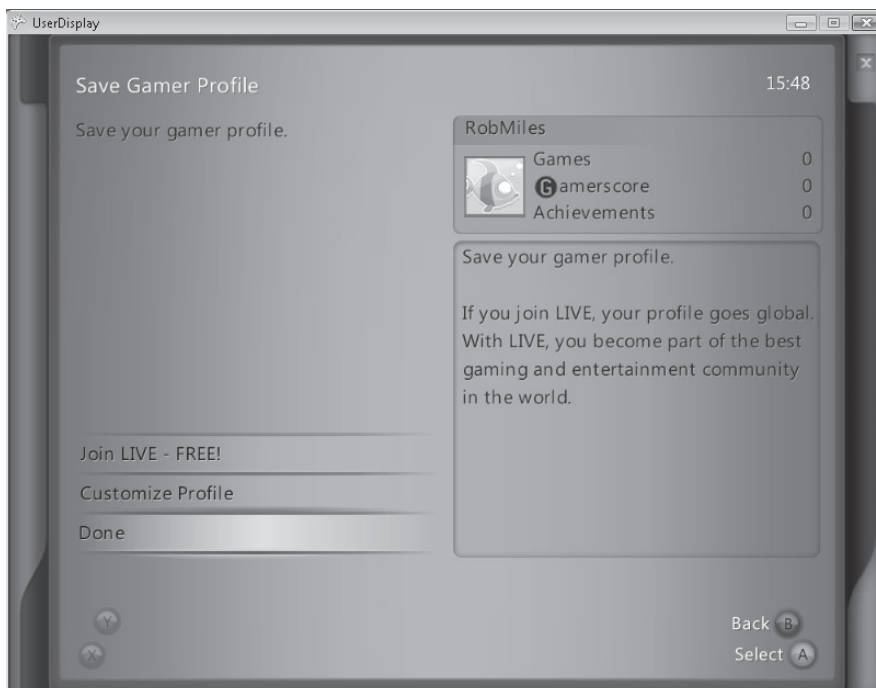 UserDisplay
Save Gamer Profile
15:48
Save your gamer profile.
RobMiles
Games 0
Gamerscore 0
Achievements 0
Save your gamer profile.
If you join LIVE, your profile goes global.
With LIVE, you become part of the best
gaming and entertainment community
in the world.
Join LIVE - FREE!
Customize Profile
Done
Y
X
Back B
Select A